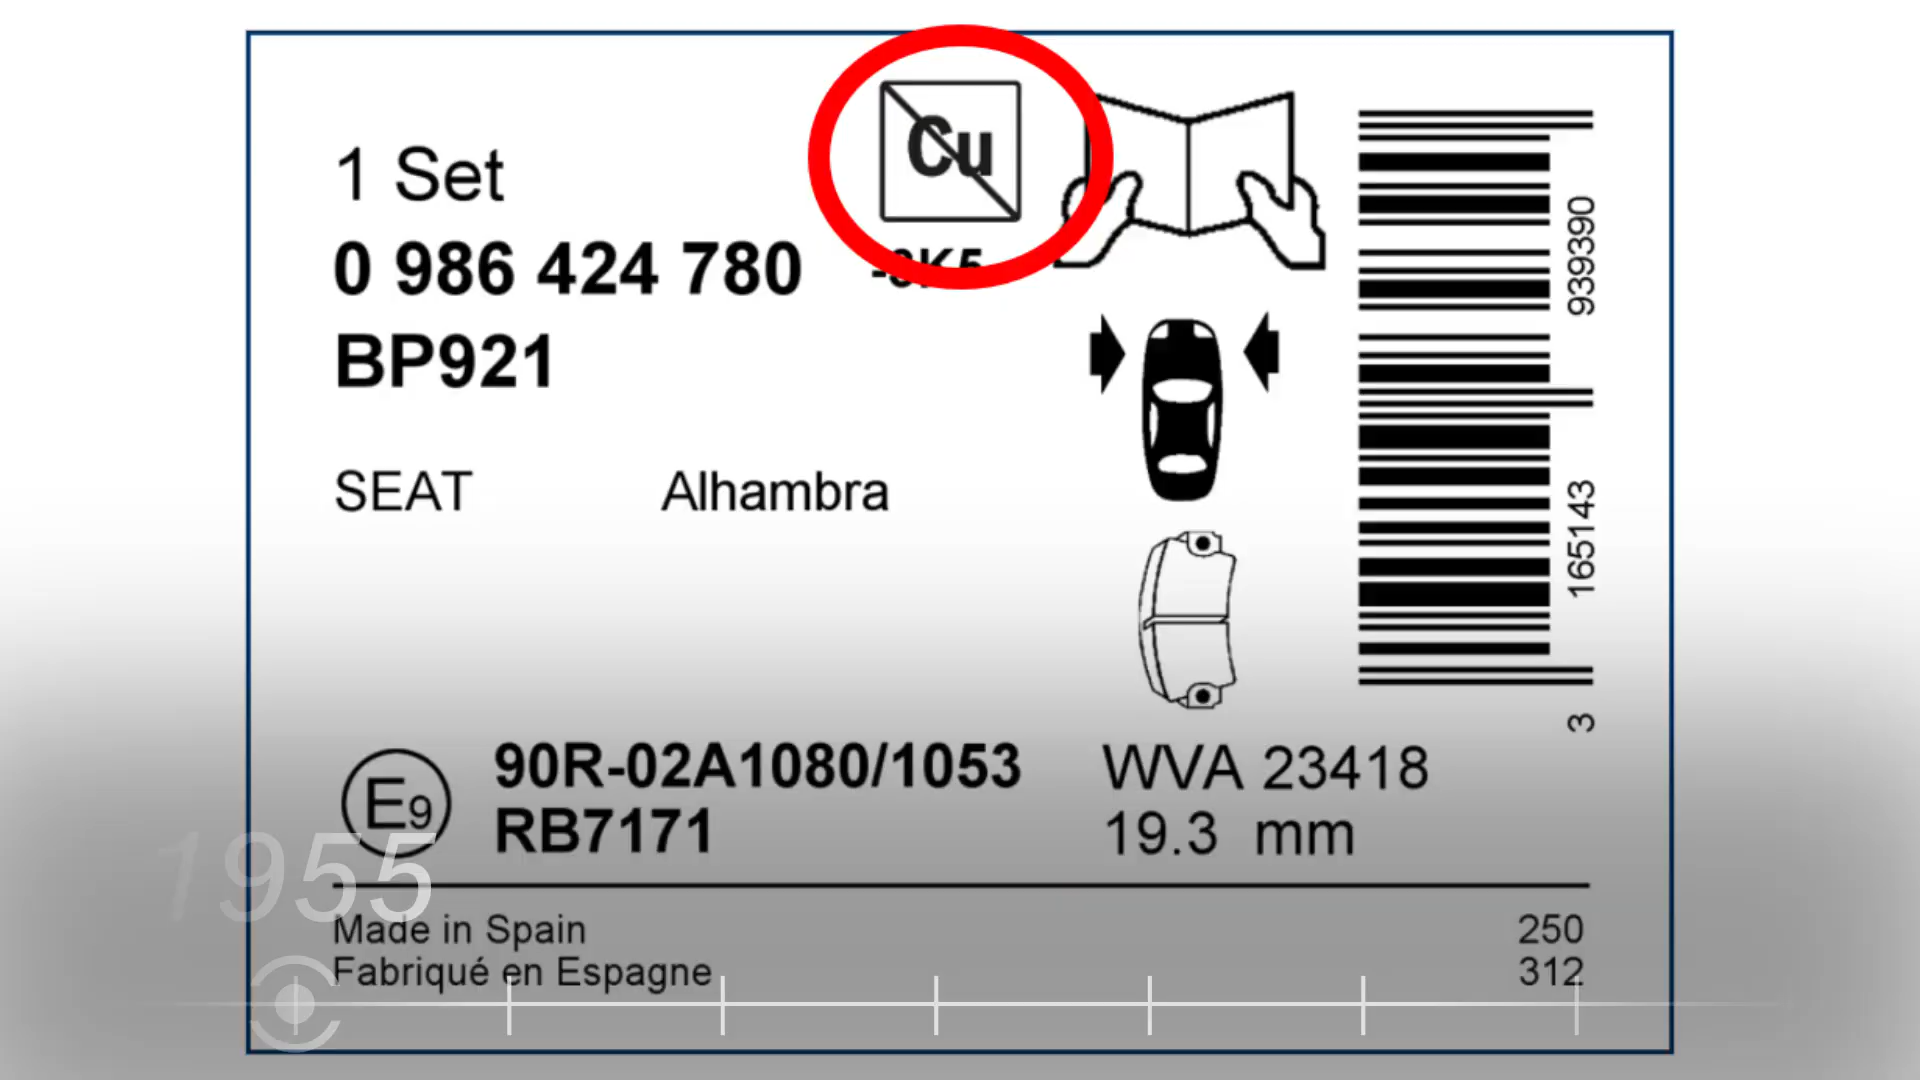 1 Set
Cu
0 986 424 780
BP921
SEAT Alhambra
E9
90R-02A1080/1053
RB7171
WVA 23418
19.3 mm
1955
Made in Spain
Fabriqué en Espagne
250
312
3 165143 939390